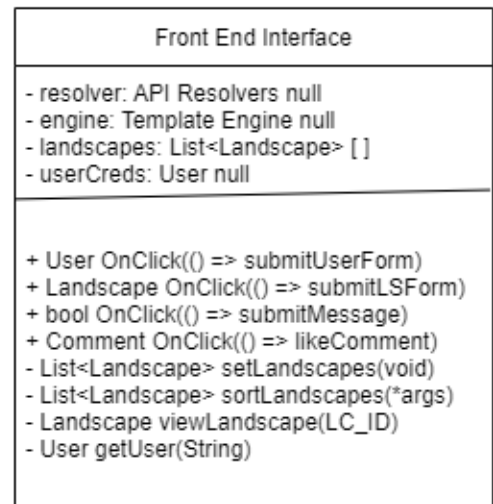 Front End Interface
- resolver: API Resolvers null
- engine: Template Engine null
- landscapes: List<Landscape> [ ]
- userCreds: User null
+ User OnClick(() => submitUserForm)
+ Landscape OnClick(() => submitLSForm)
+ bool OnClick(() => submitMessage)
+ Comment OnClick(() => likeComment)
- List<Landscape> setLandscapes(void)
- List<Landscape> sortLandscapes(*args)
- Landscape viewLandscape(LC_ID)
- User getUser(String)